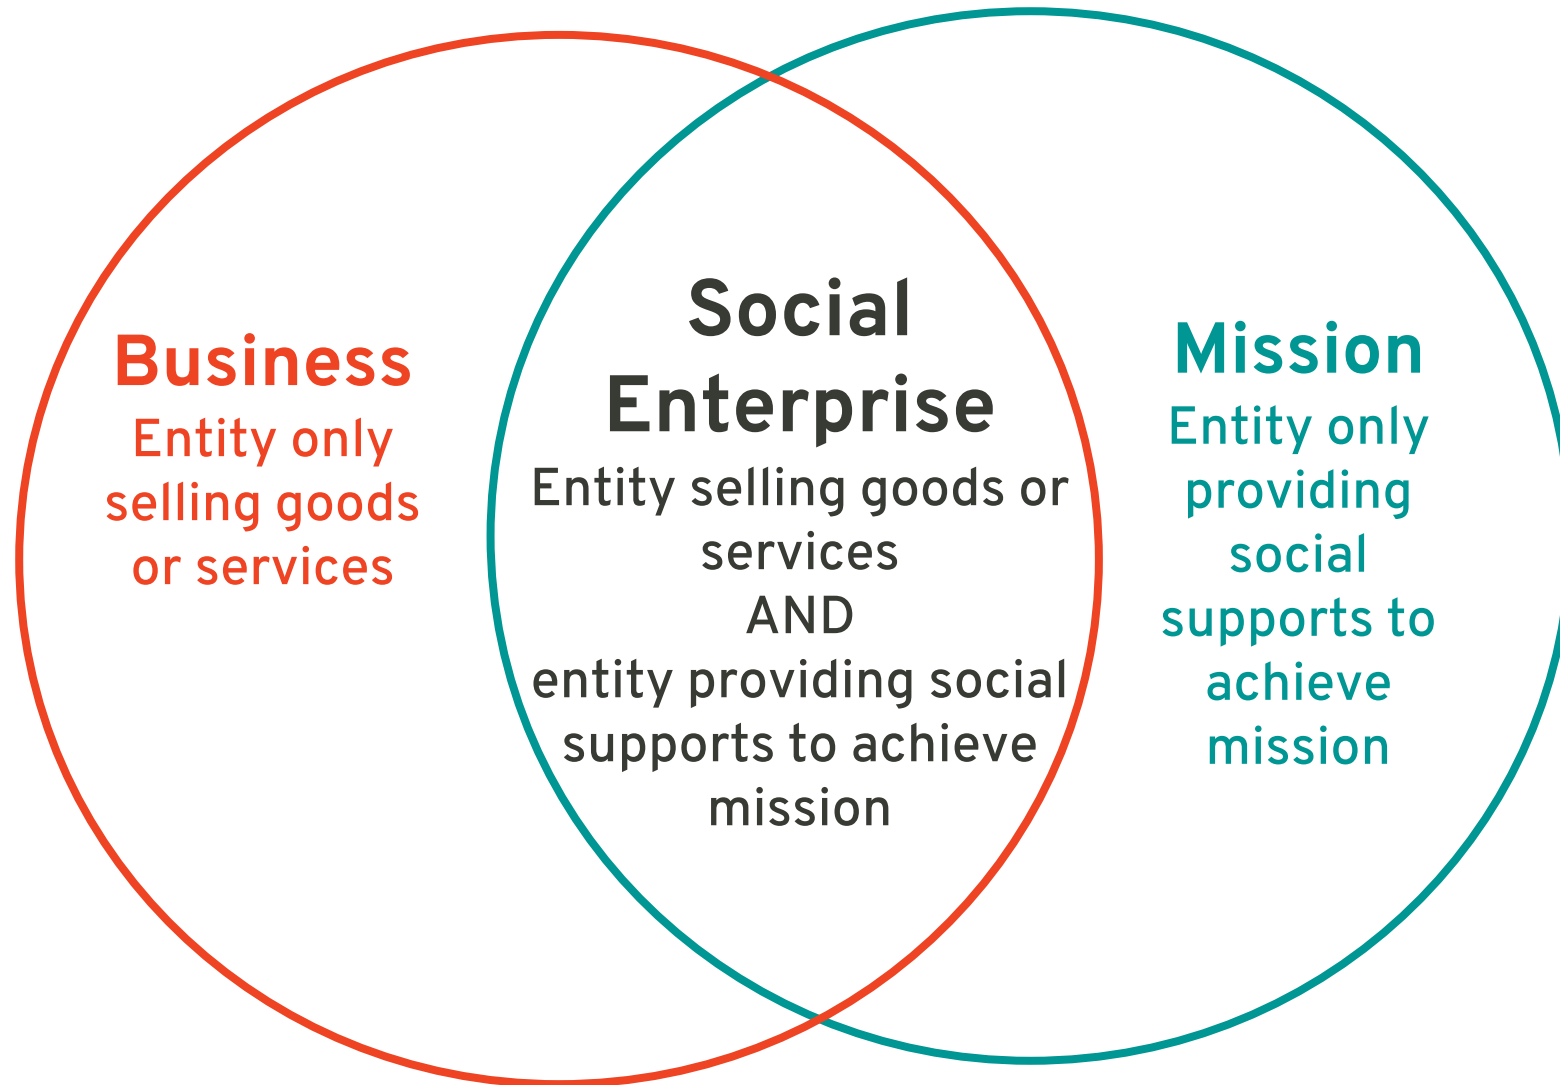 Business
Entity only
selling goods
or services
Social
Enterprise
Entity selling goods or
services
AND
entity providing social
supports to achieve
mission
Mission
Entity only
providing
social
supports to
achieve
mission